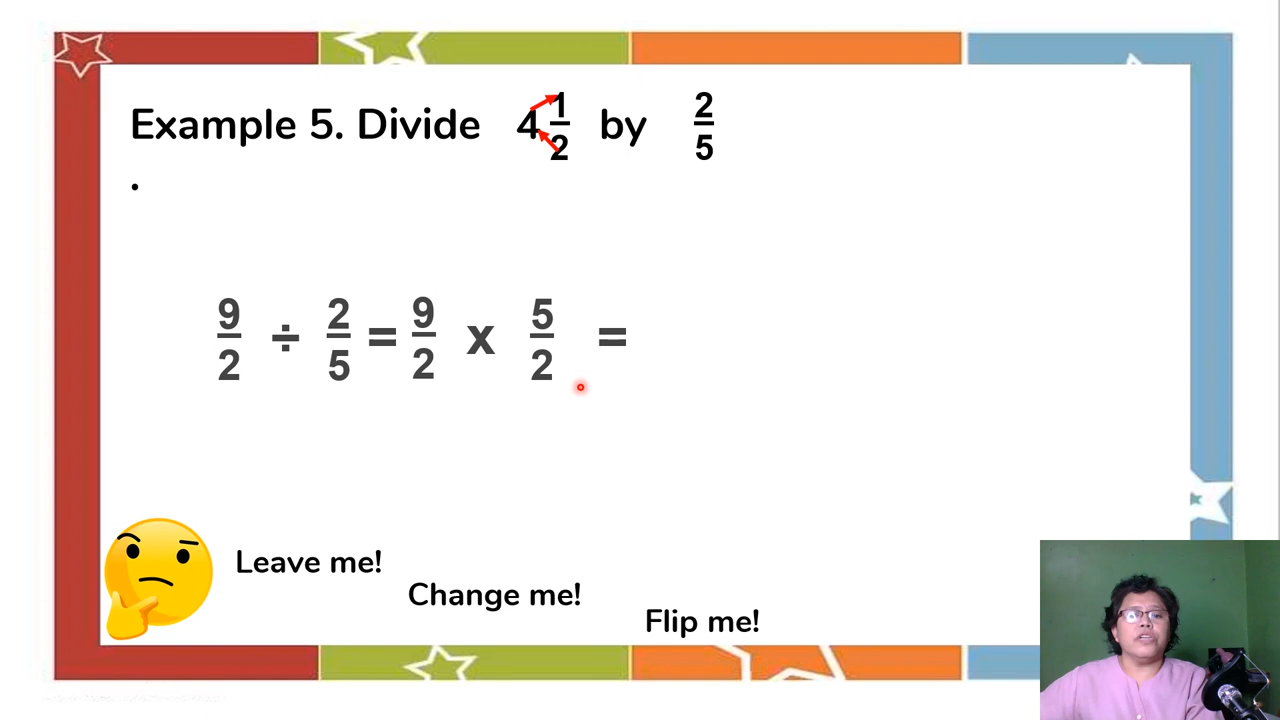 Example 5. Divide 4 1/2 by 2/5
.
9/2 ÷ 2/5 = 9/2 x 5/2 =
Leave me!
Change me!
Flip me!